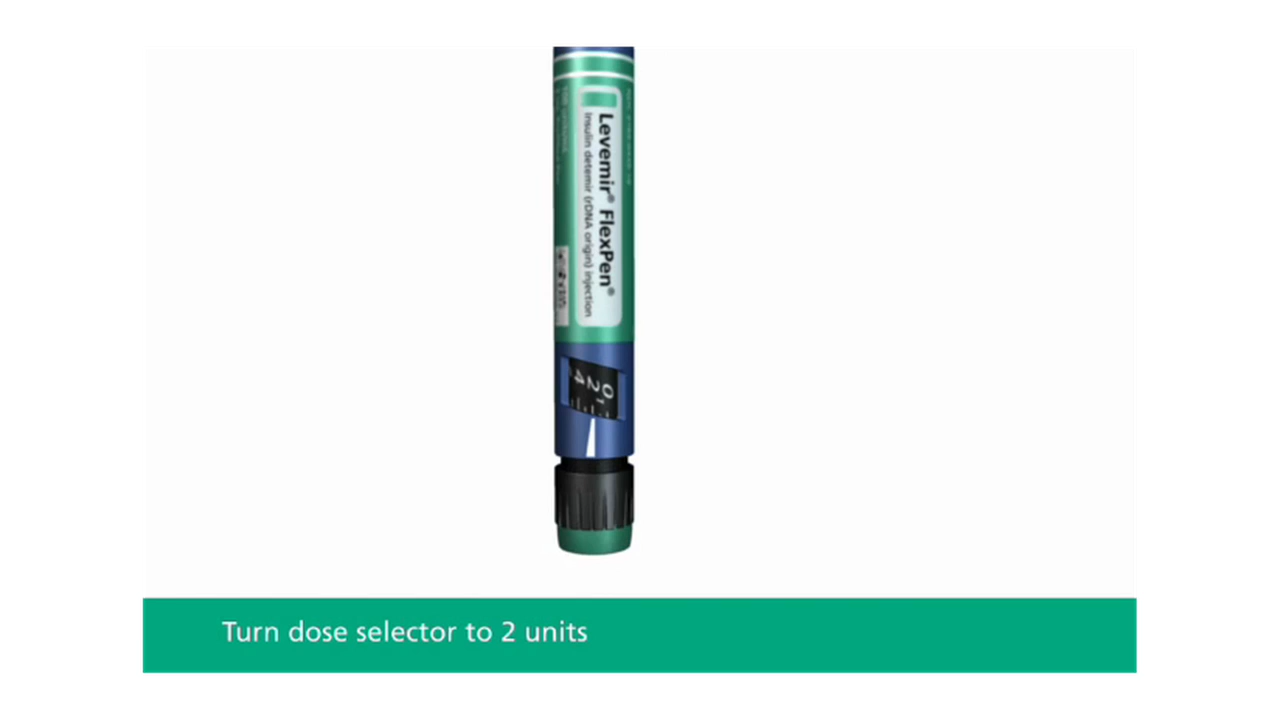 Levemir® FlexPen®
Insulin detemir (rDNA origin) injection
0
2
4
Turn dose selector to 2 units